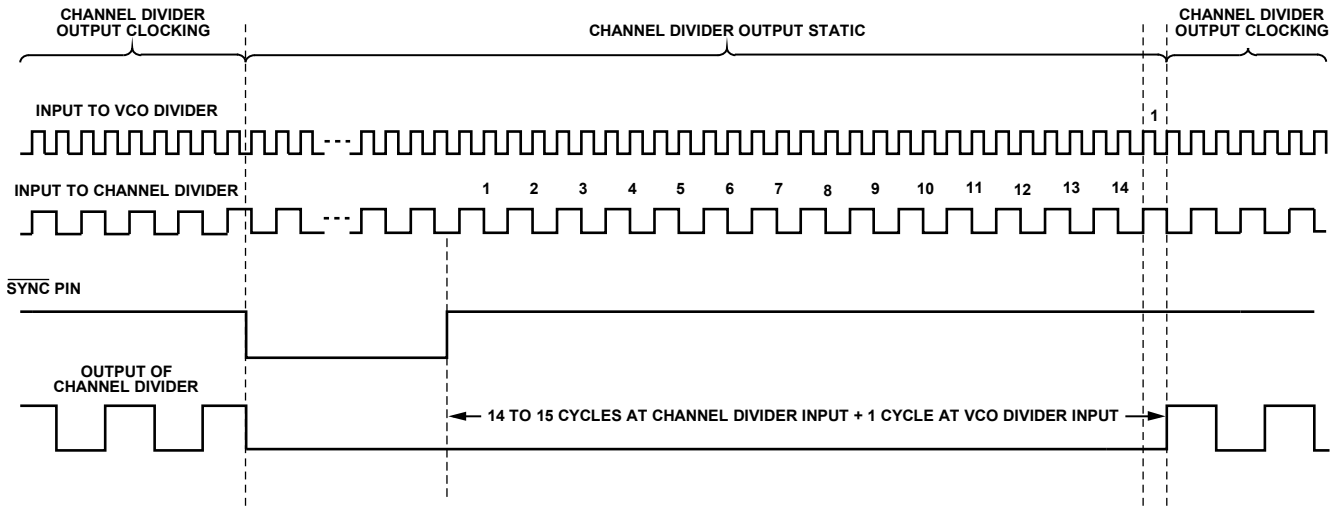 CHANNEL DIVIDER
OUTPUT CLOCKING
CHANNEL DIVIDER OUTPUT STATIC
CHANNEL DIVIDER
OUTPUT CLOCKING
INPUT TO VCO DIVIDER
1
INPUT TO CHANNEL DIVIDER
1 2 3 4 5 6 7 8 9 10 11 12 13 14
SYNC PIN
OUTPUT OF
CHANNEL DIVIDER
14 TO 15 CYCLES AT CHANNEL DIVIDER INPUT + 1 CYCLE AT VCO DIVIDER INPUT